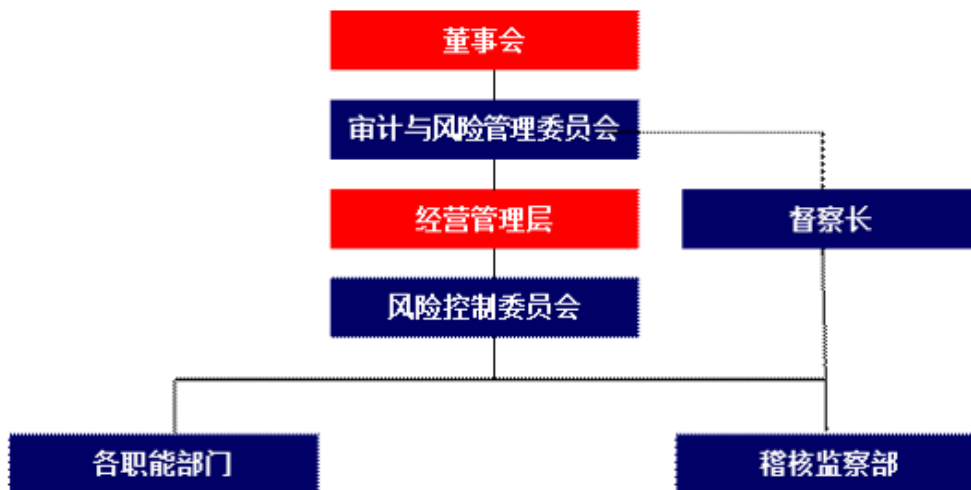 董事会
审计与风险管理委员会
经营管理层
督察长
风险控制委员会
各职能部门
稽核监察部